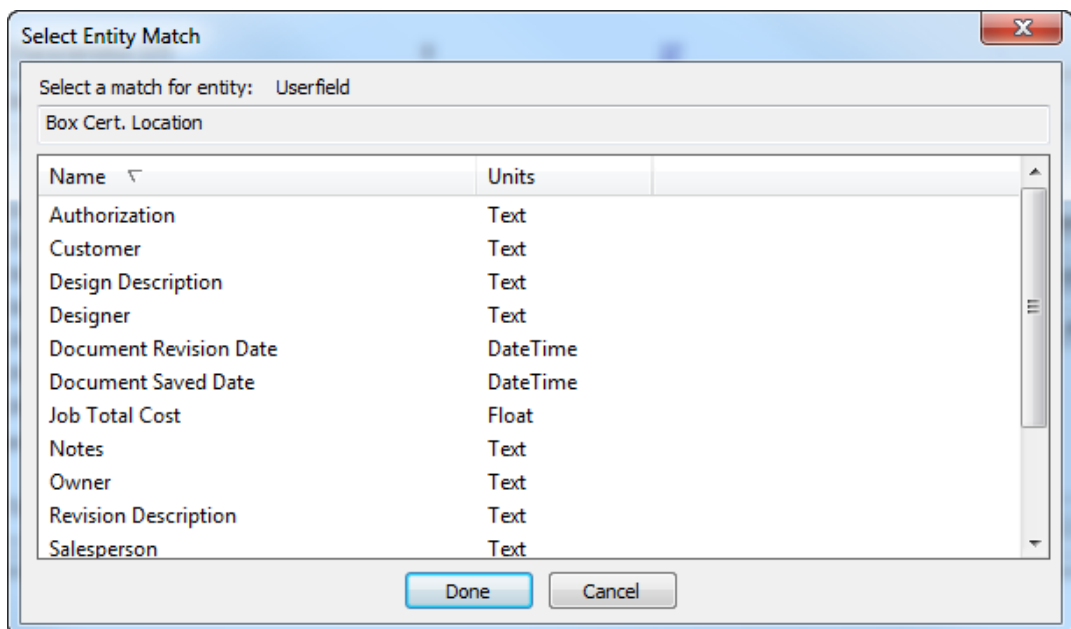 Select Entity Match
Select a match for entity: Userfield
Box Cert. Location
Name Units
Authorization Text
Customer Text
Design Description Text
Designer Text
Document Revision Date DateTime
Document Saved Date DateTime
Job Total Cost Float
Notes Text
Owner Text
Revision Description Text
Salesperson Text
Done Cancel